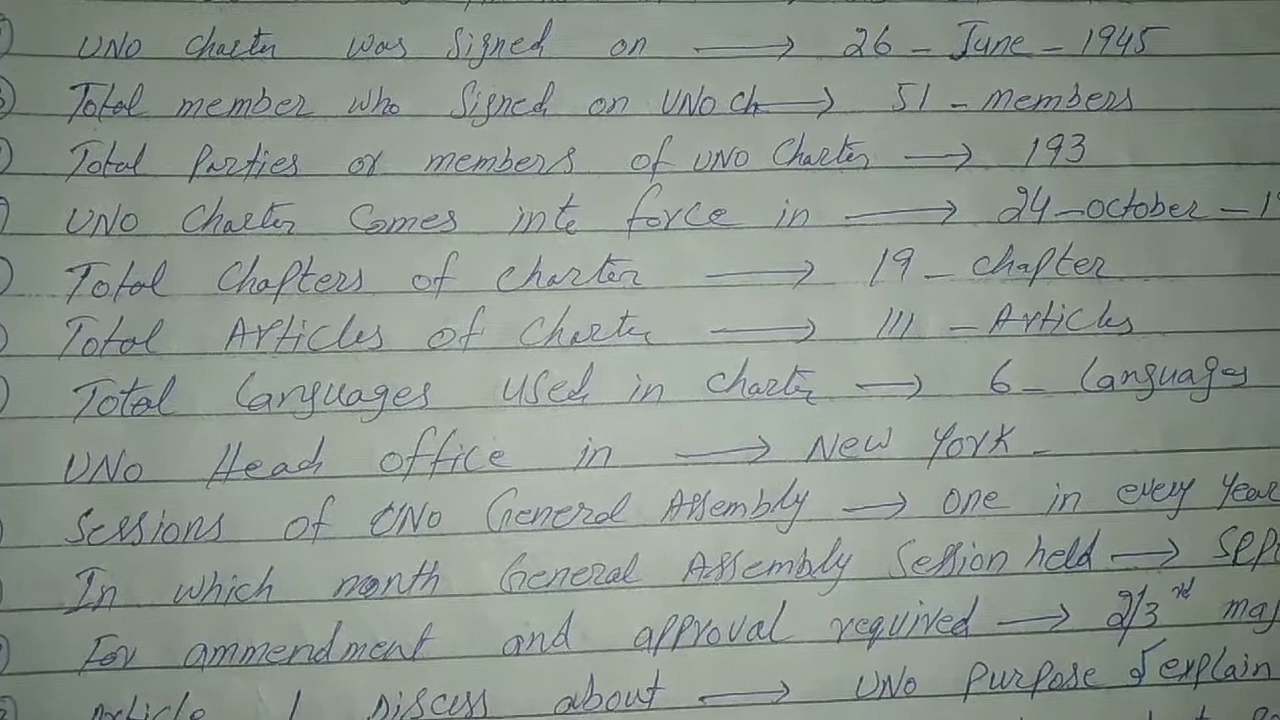 UNO Charter was Signed on → 26 - June - 1945
Total member who Signed on UNO Ch → 51 - members
Total Parties or members of UNO Charter → 193
UNO Charter Comes into force in → 24 - October - 1
Total Chapters of Charter → 19 - Chapter
Total Articles of Charter → 111 - Articles
Total Languages Used in Charter → 6 - Languages
UNO Head office in → New York -
Sessions of UNO General Assembly → one in every Year
In which month General Assembly Session held → Sep
For ammendment and approval required → 2/3rd maj
Article 1 Discuss about → UNO Purpose explain